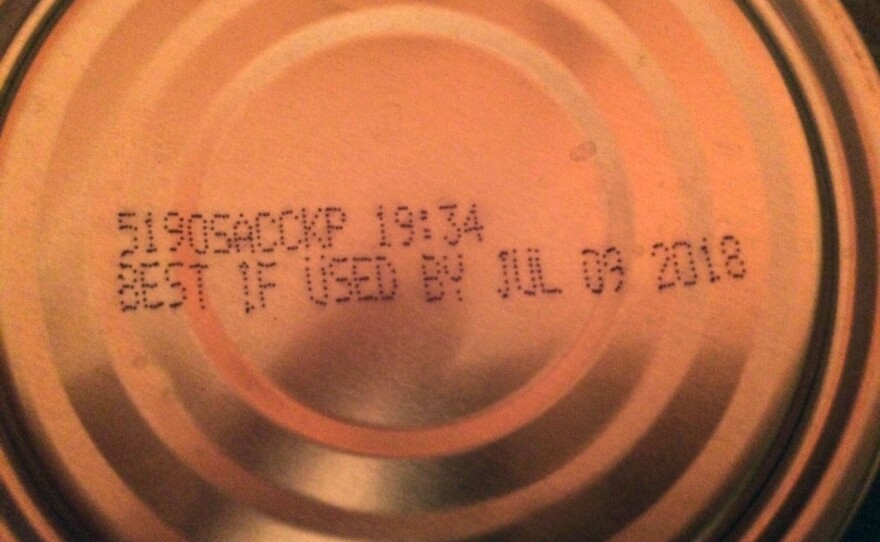 5190SACCKP 19:34
BEST IF USED BY JUL 09 2018